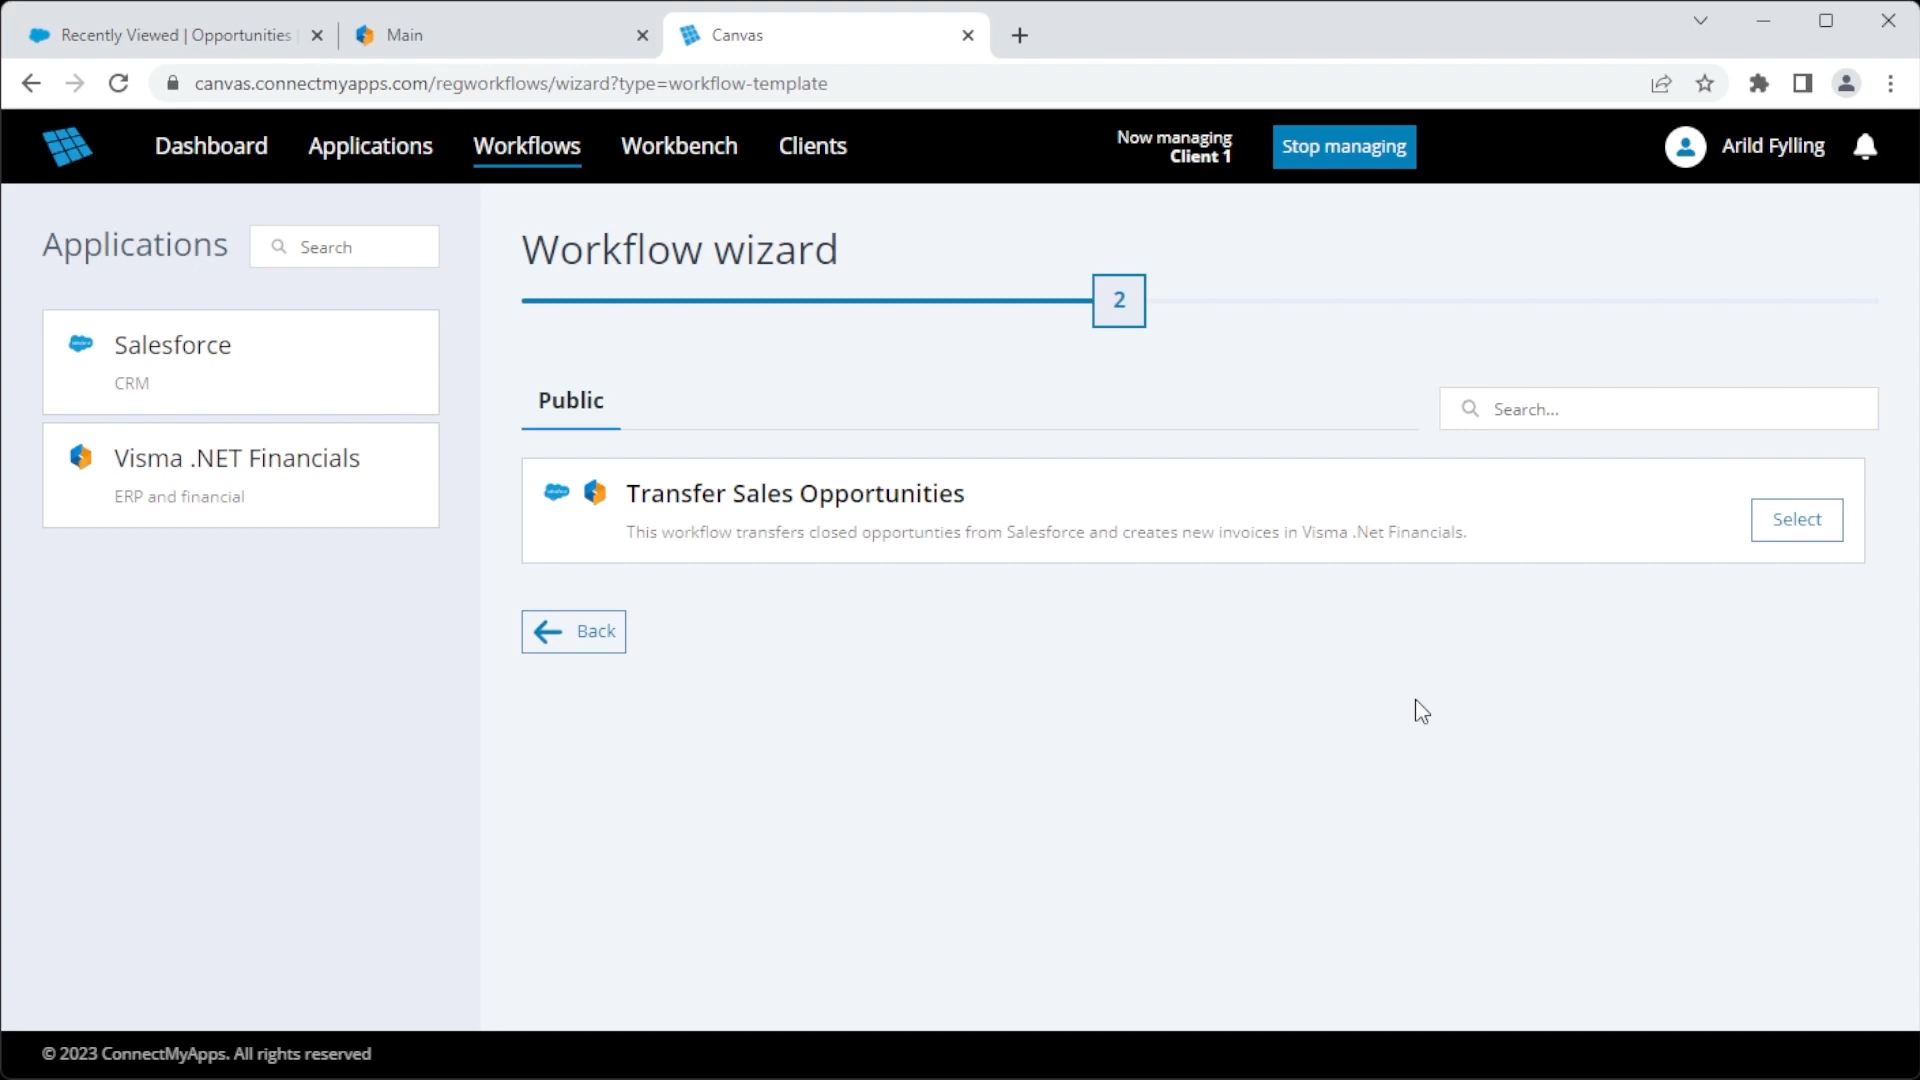 Recently Viewed | Opportunities
Main
Canvas
canvas.connectmyapps.com/regworkflows/wizard?type=workflow-template
Dashboard
Applications
Workflows
Workbench
Clients
Now managing
Client 1
Stop managing
Arild Fylling
Applications
Search
Salesforce
CRM
Visma .NET Financials
ERP and financial
Workflow wizard
2
Public
Search...
Transfer Sales Opportunities
This workflow transfers closed opportunties from Salesforce and creates new invoices in Visma .Net Financials.
Select
Back
© 2023 ConnectMyApps. All rights reserved